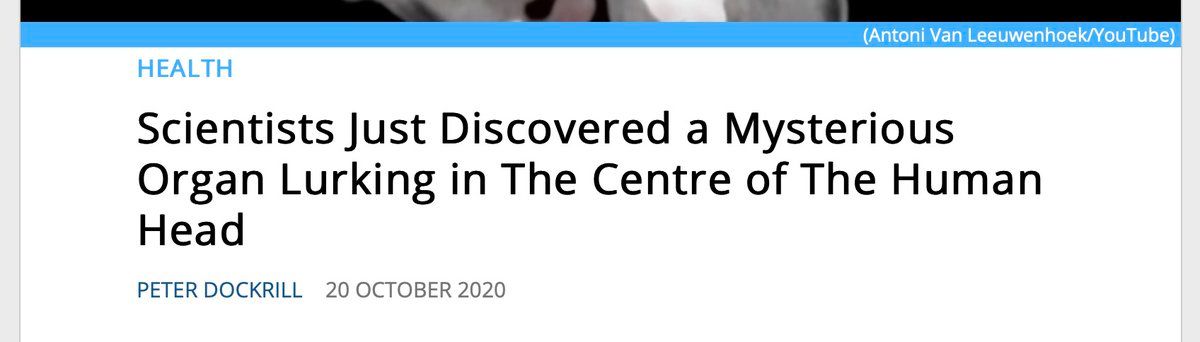 (Antoni Van Leeuwenhoek/YouTube)
HEALTH
Scientists Just Discovered a Mysterious
Organ Lurking in The Centre of The Human
Head
PETER DOCKRILL 20 OCTOBER 2020